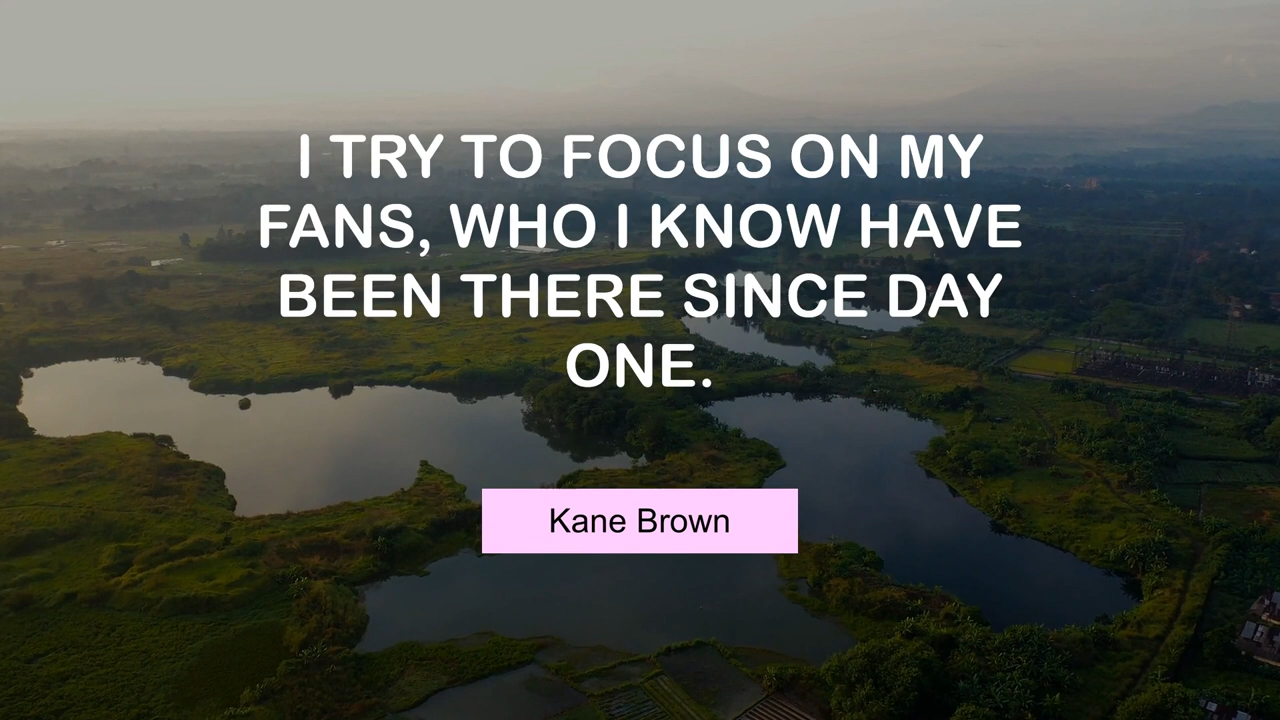 I TRY TO FOCUS ON MY
FANS, WHO I KNOW HAVE
BEEN THERE SINCE DAY
ONE.
Kane Brown